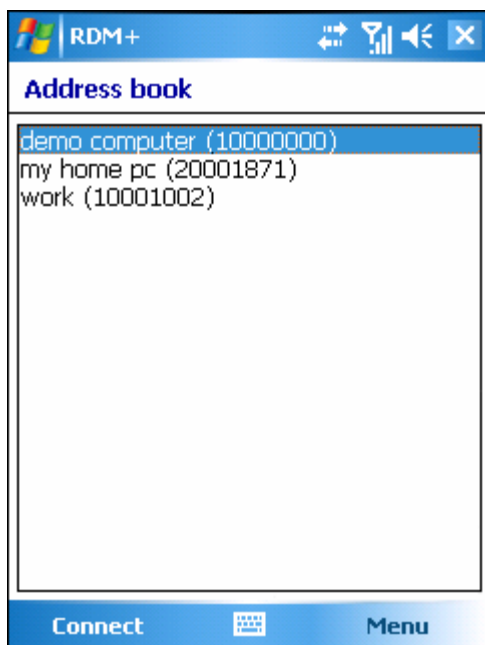 RDM+
Address book
demo computer (10000000)
my home pc (20001871)
work (10001002)
Connect Menu